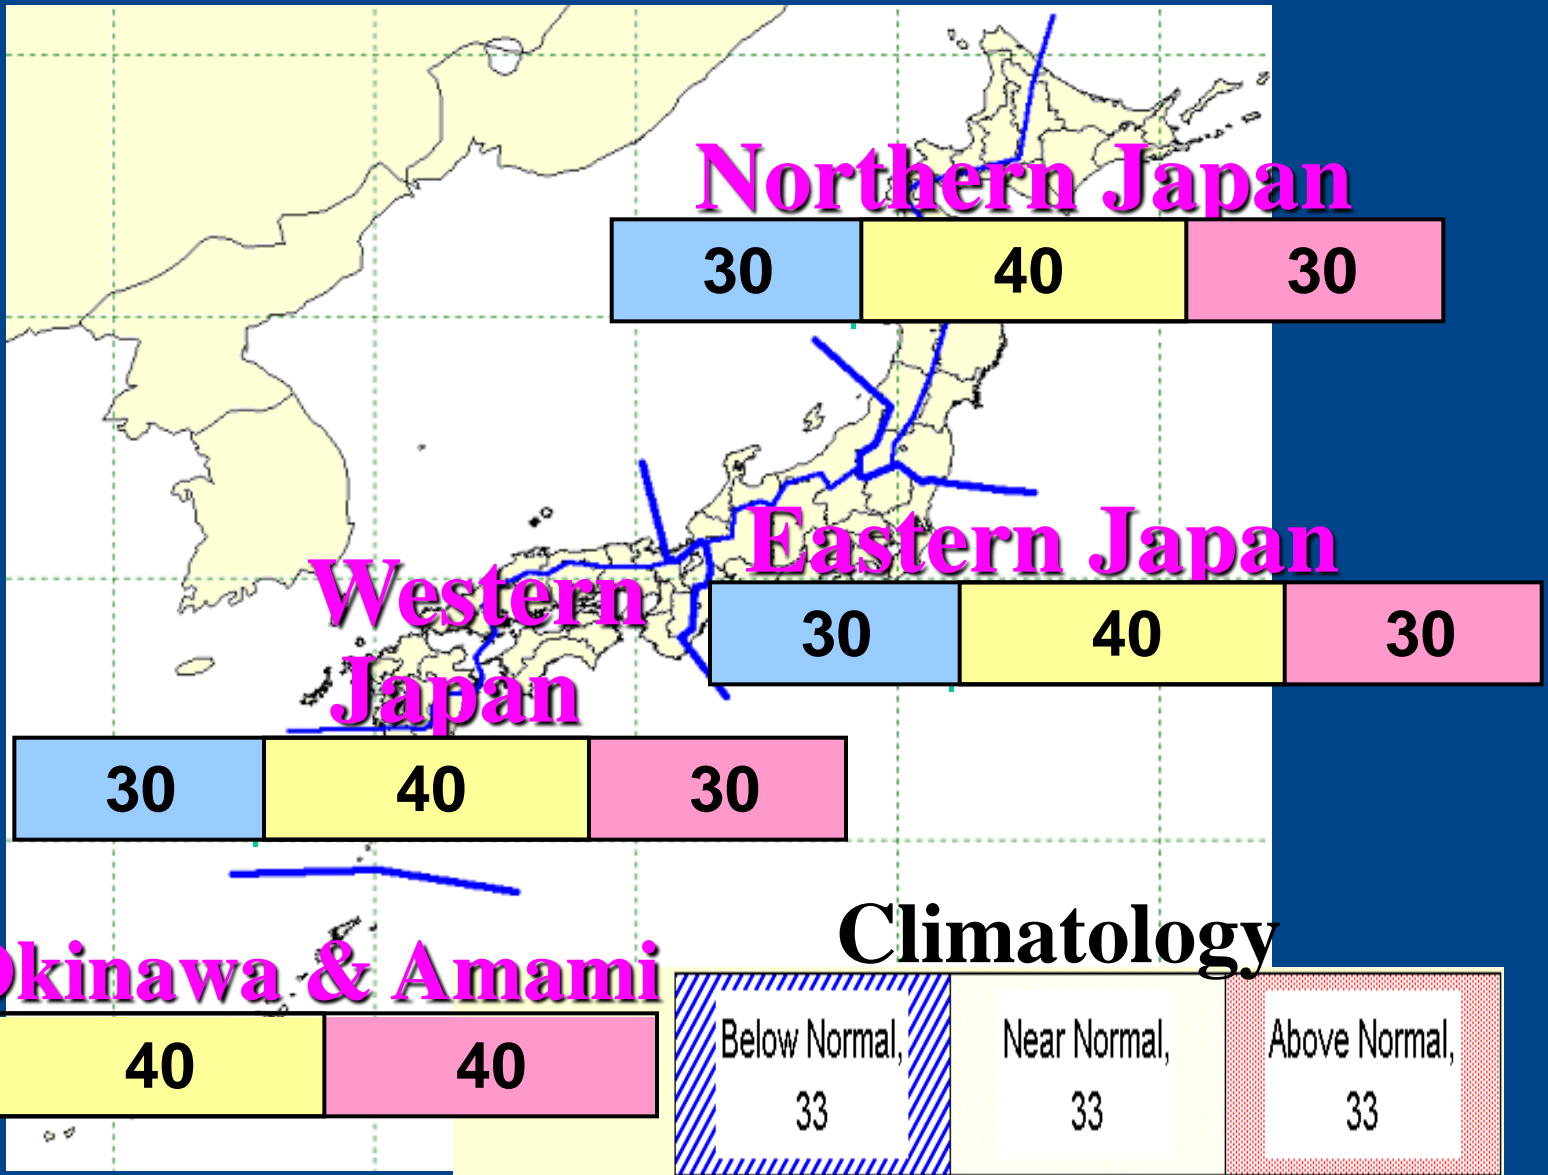 Northern Japan
30 40 30
Eastern Japan
30 40 30
Western
Japan
30 40 30
Okinawa & Amami
40 40
Climatology
Below Normal, Near Normal, Above Normal,
33 33 33